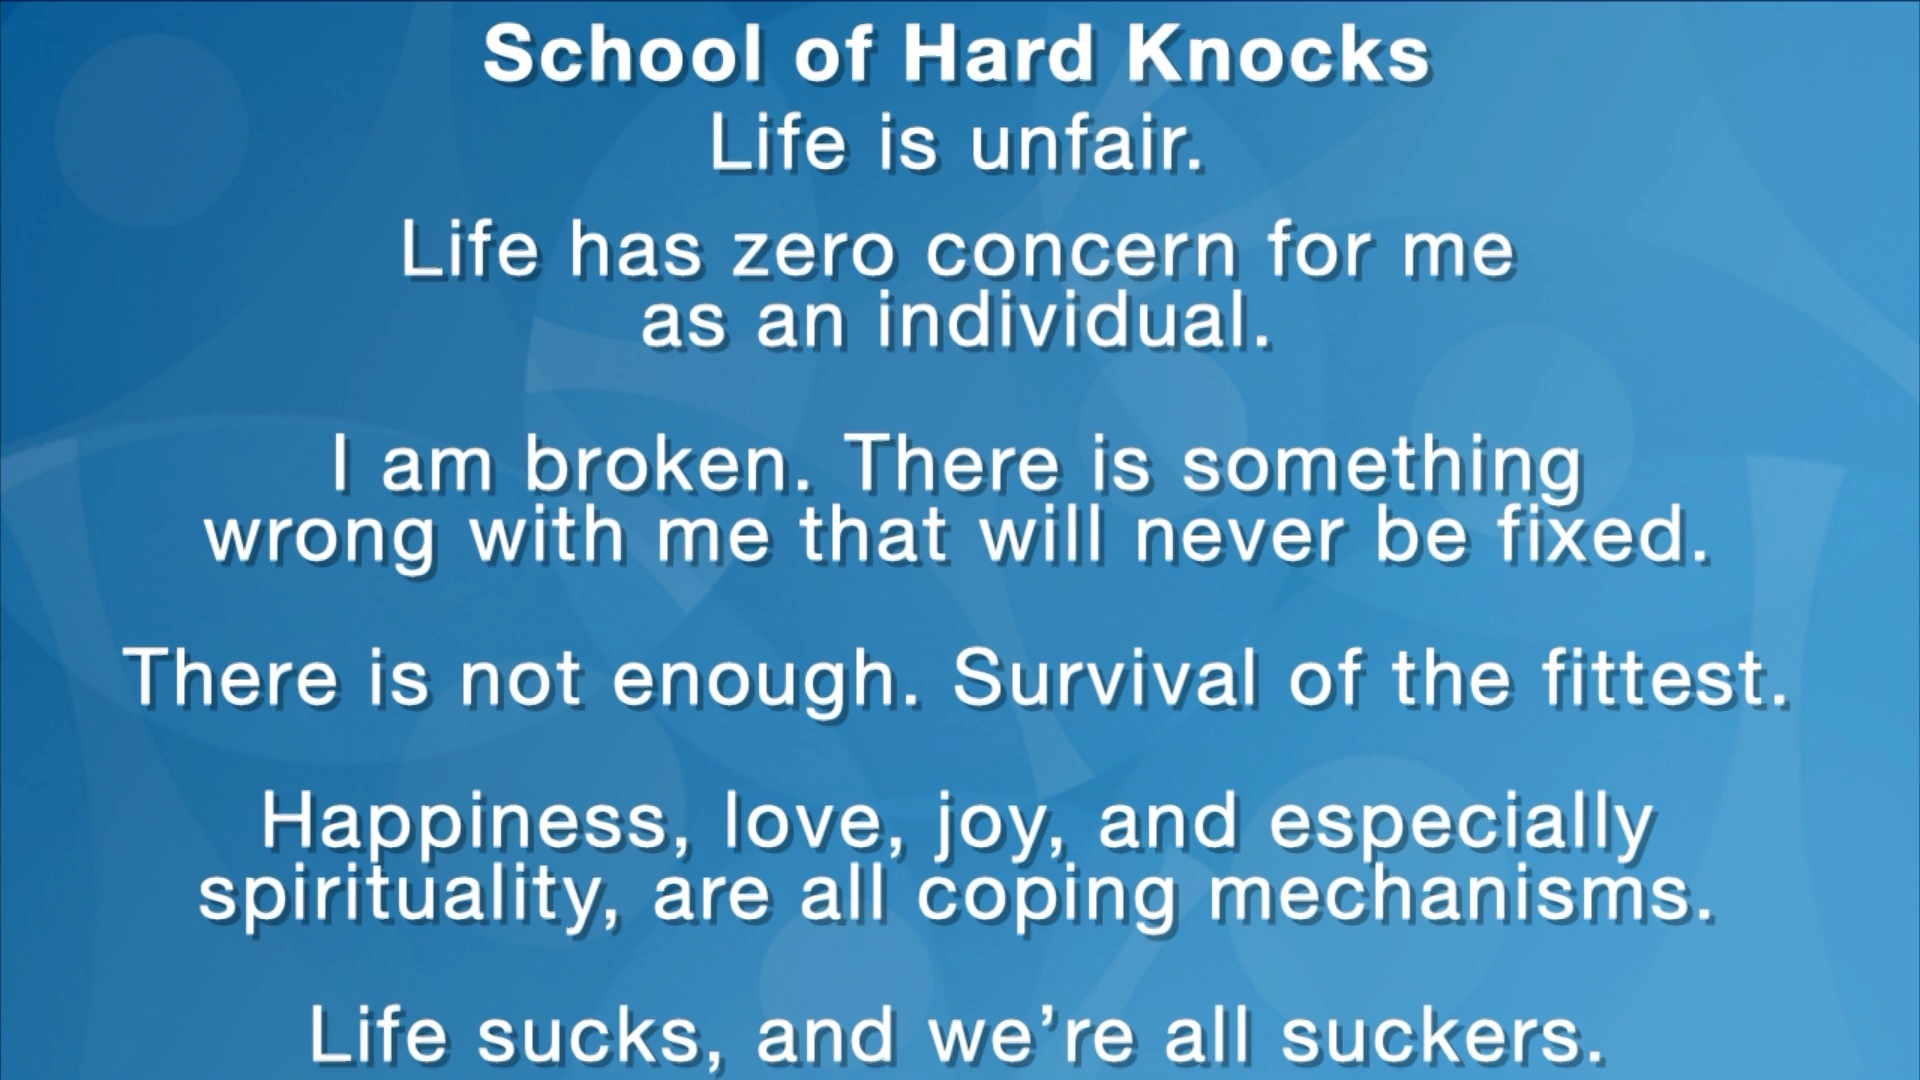 School of Hard Knocks
Life is unfair.
Life has zero concern for me
as an individual.
I am broken. There is something
wrong with me that will never be fixed.
There is not enough. Survival of the fittest.
Happiness, love, joy, and especially
spirituality, are all coping mechanisms.
Life sucks, and we’re all suckers.